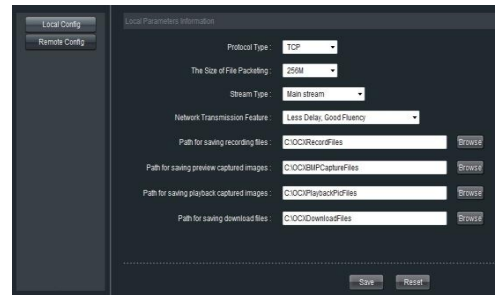 Local Config
Remote Config
Local Parameters Information
Protocol Type : TCP
The Size of File Packeting : 256M
Stream Type : Main stream
Network Transmission Feature : Less Delay, Good Fluency
Path for saving recording files : C:\OCX\RecordFiles Browse
Path for saving preview captured images : C:\OCX\BMPCaptureFiles Browse
Path for saving playback captured images : C:\OCX\PlaybackPicFiles Browse
Path for saving download files : C:\OCX\DownloadFiles Browse
Save Reset